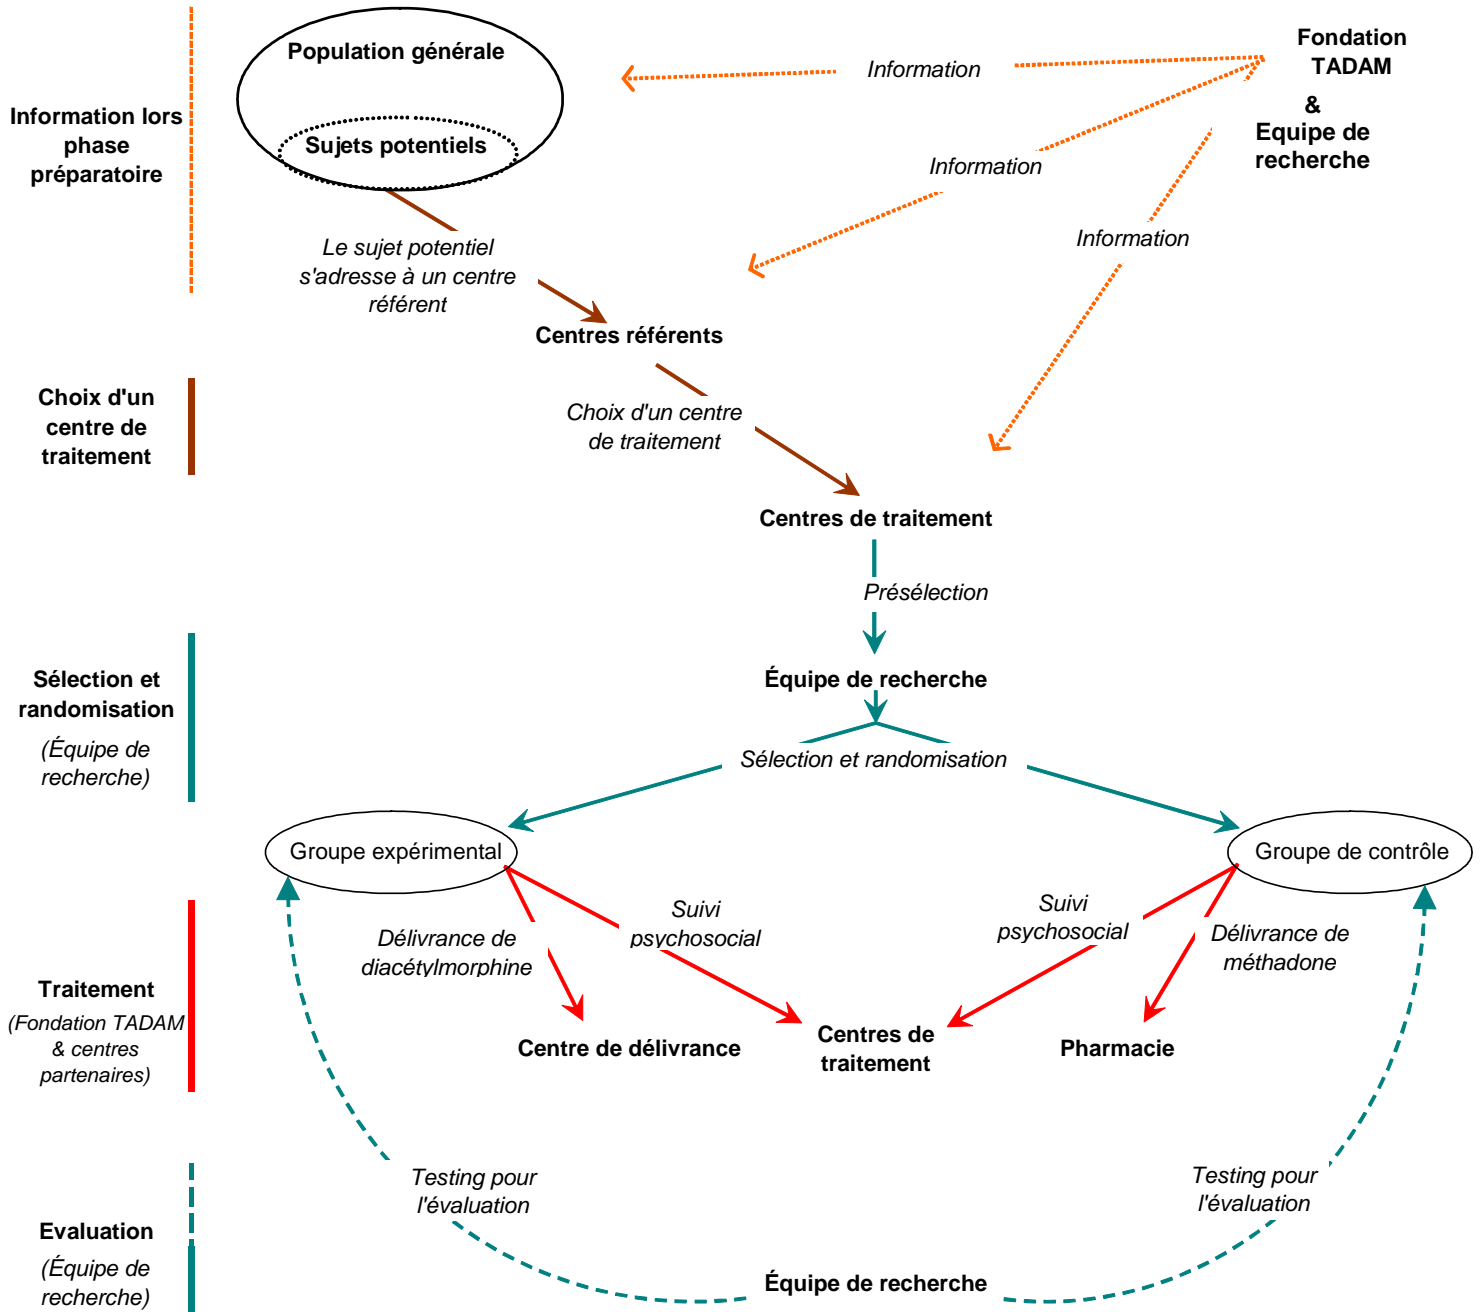 Population générale
Sujets potentiels
Information
Fondation
TADAM
&
Equipe de
recherche
Information lors
phase
préparatoire
Information
Information
Le sujet potentiel
s'adresse à un centre
référent
Centres référents
Choix d'un
centre de
traitement
Choix d'un centre
de traitement
Centres de traitement
Présélection
Sélection et
randomisation
(Équipe de
recherche)
Équipe de recherche
Sélection et randomisation
Groupe expérimental
Groupe de contrôle
Traitement
(Fondation TADAM
& centres
partenaires)
Délivrance de
diacétylmorphine
Suivi
psychosocial
Suivi
psychosocial
Délivrance de
méthadone
Centre de délivrance
Centres de
traitement
Pharmacie
Testing pour
l'évaluation
Testing pour
l'évaluation
Evaluation
(Équipe de
recherche)
Équipe de recherche